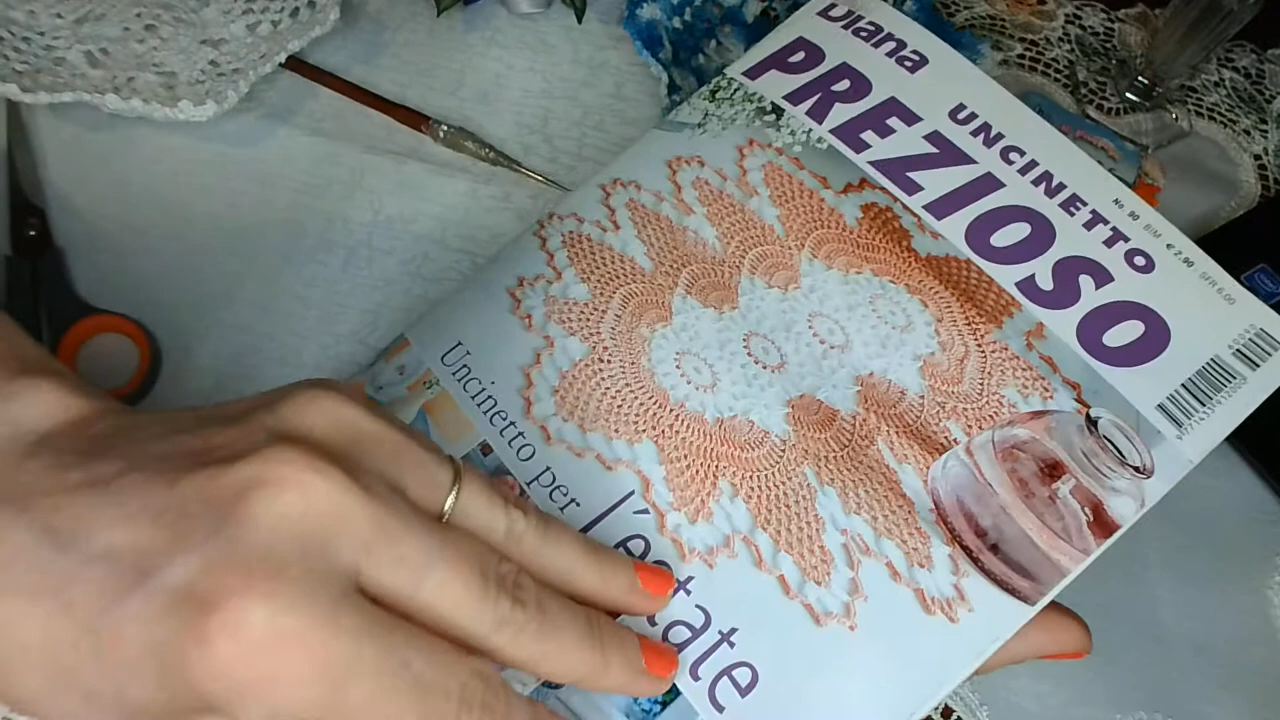 Diana
UNCINETTO
PREZIOSO
No. 90 BIM € 2,90 SFR 6,00
Uncinetto per
l'estate